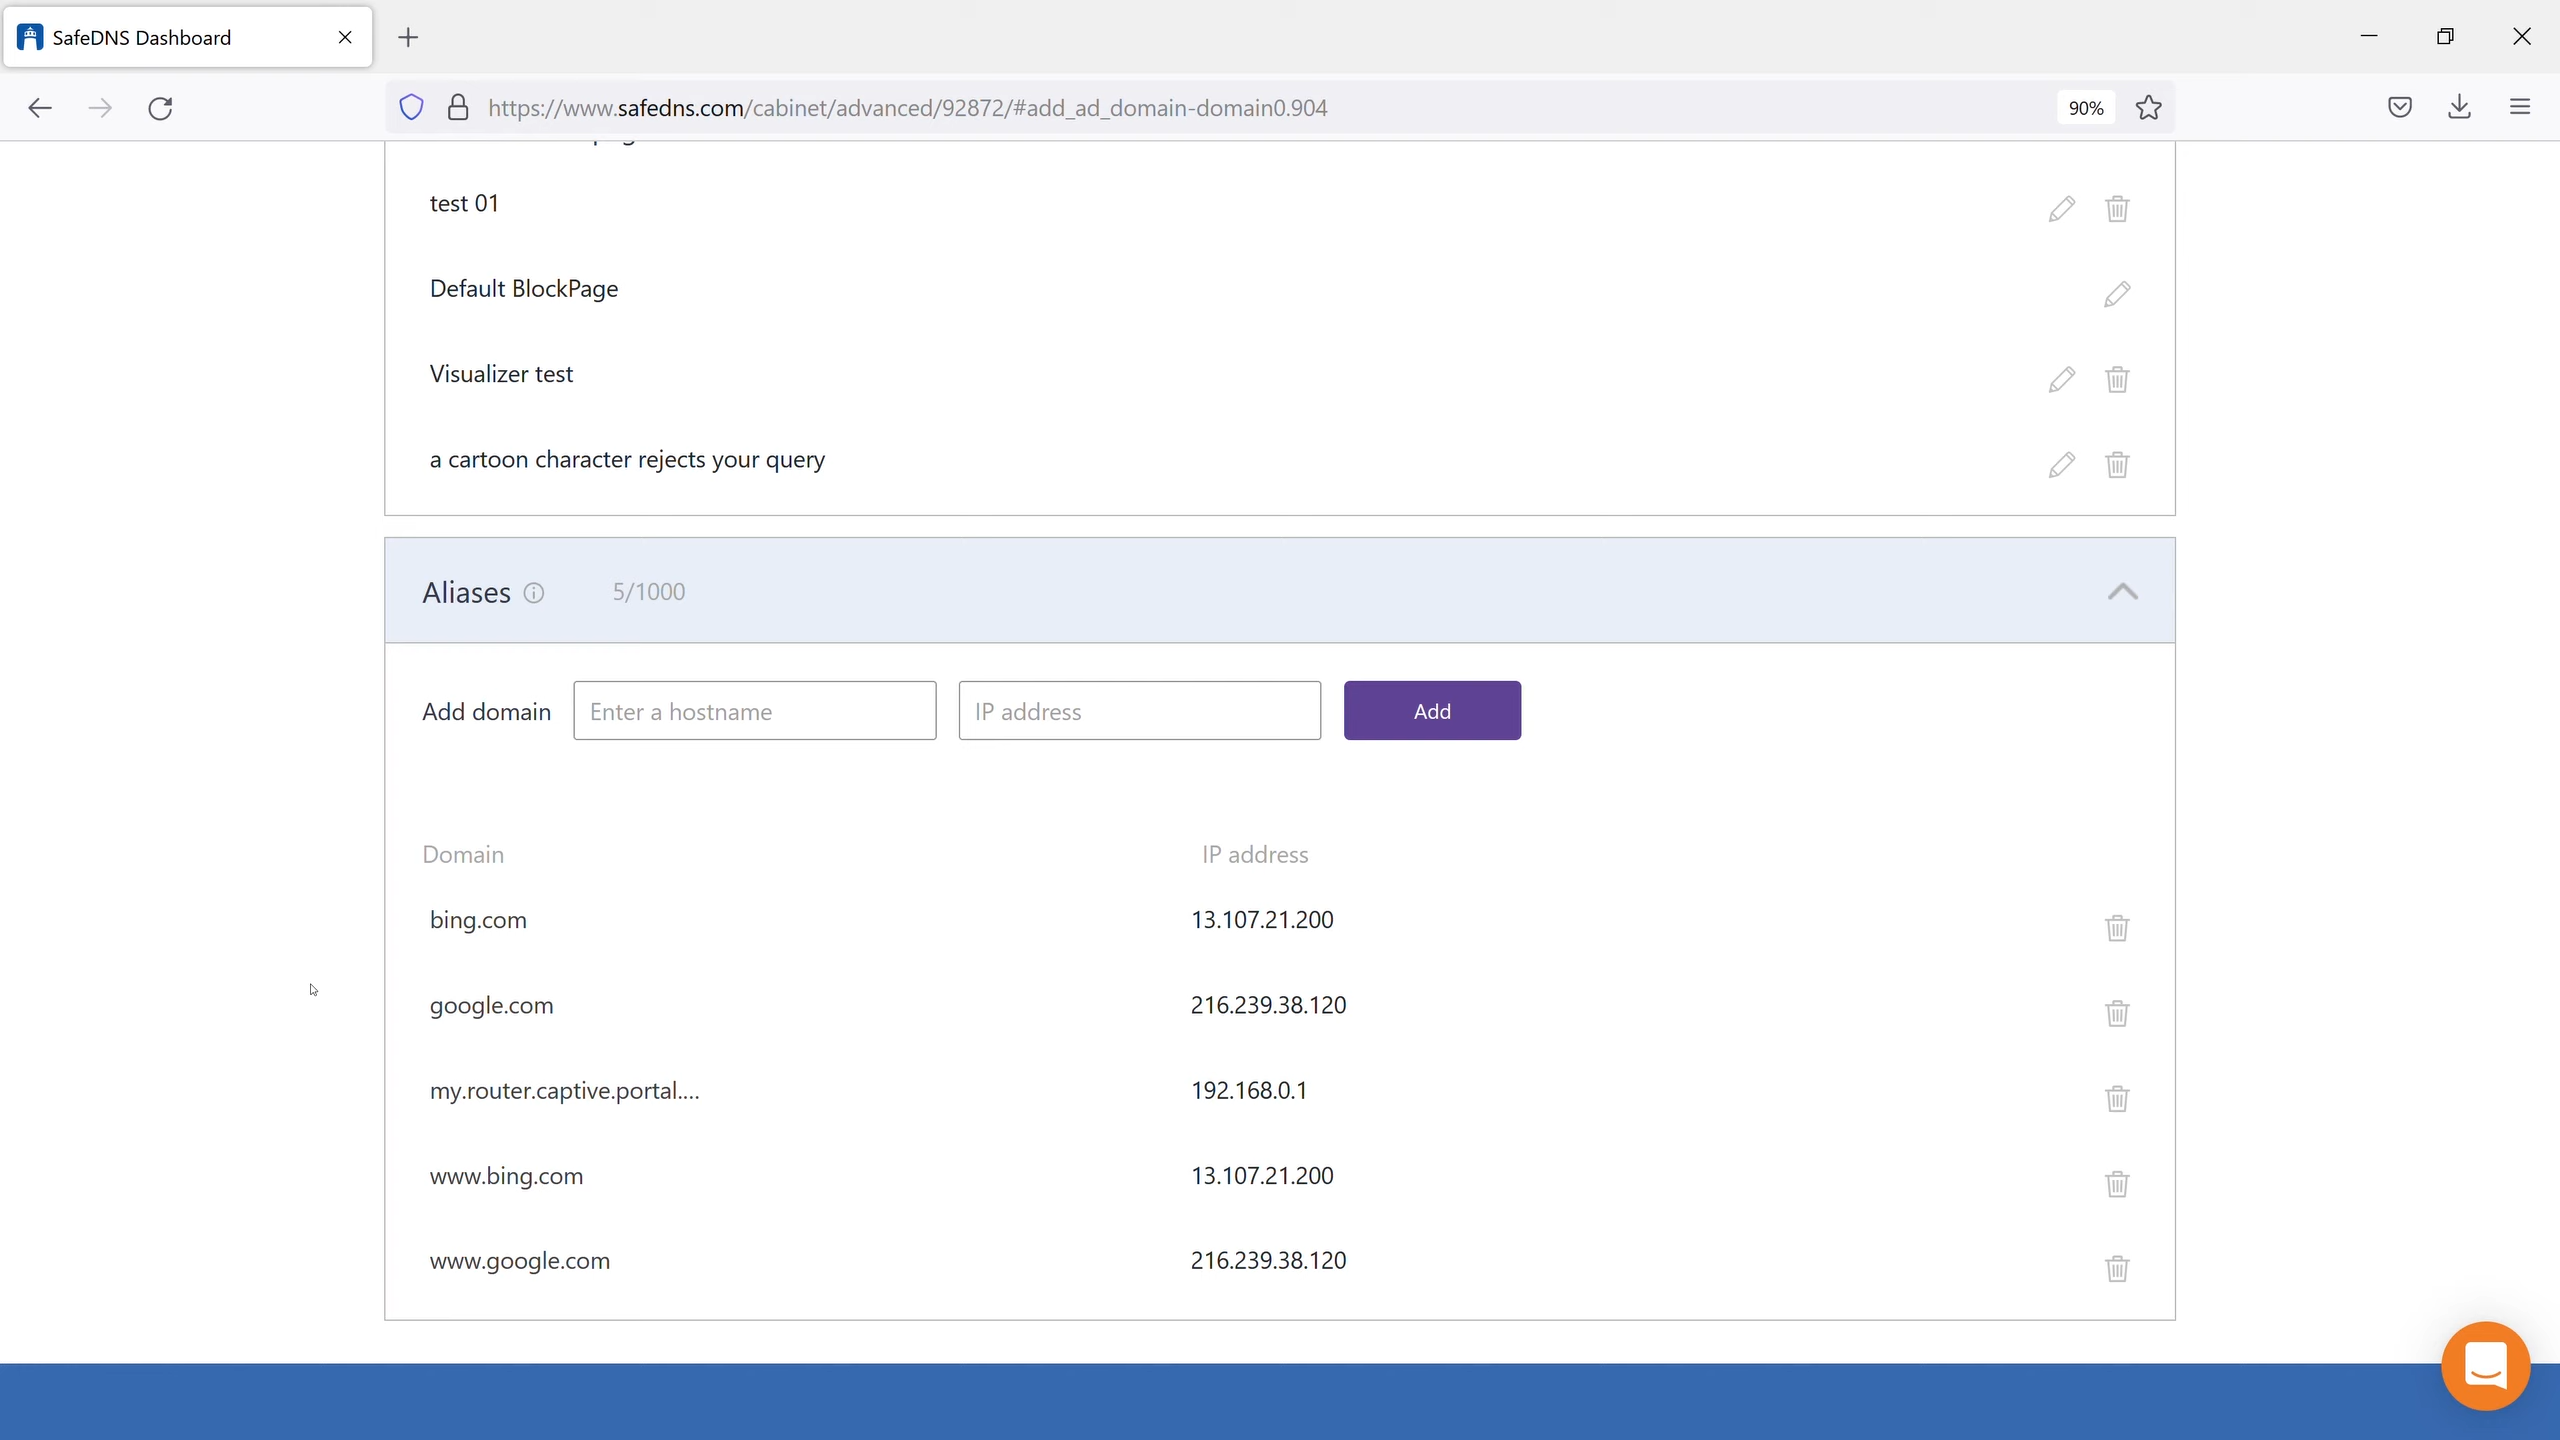 SafeDNS Dashboard
https://www.safedns.com/cabinet/advanced/92872/#add_ad_domain-domain0.904
90%
test 01
Default BlockPage
Visualizer test
a cartoon character rejects your query
Aliases 5/1000
Add domain Enter a hostname IP address Add
Domain IP address
bing.com 13.107.21.200
google.com 216.239.38.120
my.router.captive.portal.... 192.168.0.1
www.bing.com 13.107.21.200
www.google.com 216.239.38.120